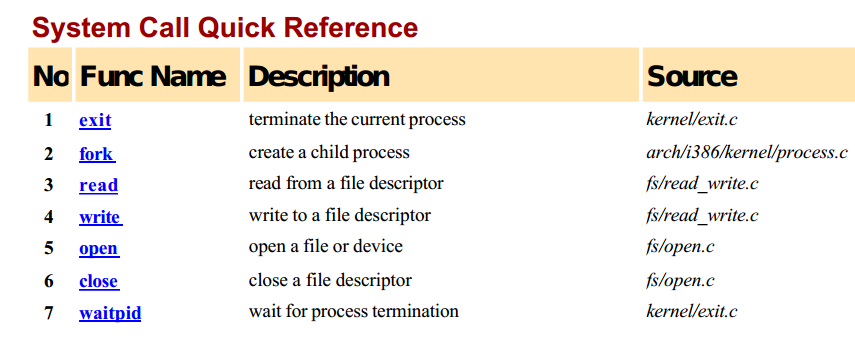 System Call Quick Reference
No Func Name Description Source
1 exit terminate the current process kernel/exit.c
2 fork create a child process arch/i386/kernel/process.c
3 read read from a file descriptor fs/read_write.c
4 write write to a file descriptor fs/read_write.c
5 open open a file or device fs/open.c
6 close close a file descriptor fs/open.c
7 waitpid wait for process termination kernel/exit.c